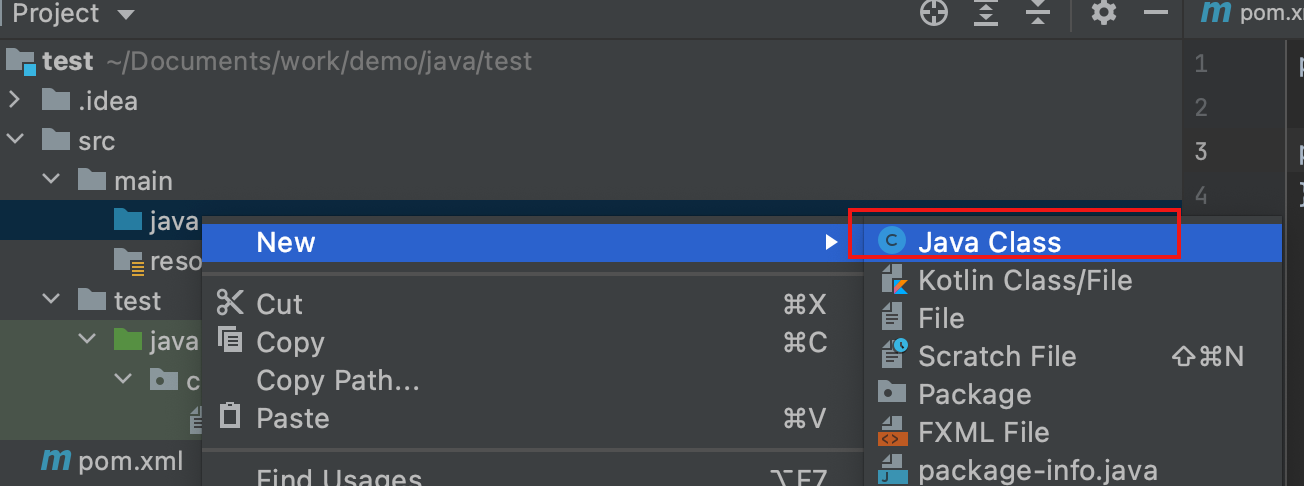 Project
pom.x
test ~/Documents/work/demo/java/test
1
.idea
2
src
3
main
4
java
New
Java Class
reso
Kotlin Class/File
test
Cut ⌘X
File
java
Copy ⌘C
Scratch File ⇧⌘N
c
Copy Path...
Package
Paste ⌘V
FXML File
pom.xml
Find Usages ⌥F7
package-info.java